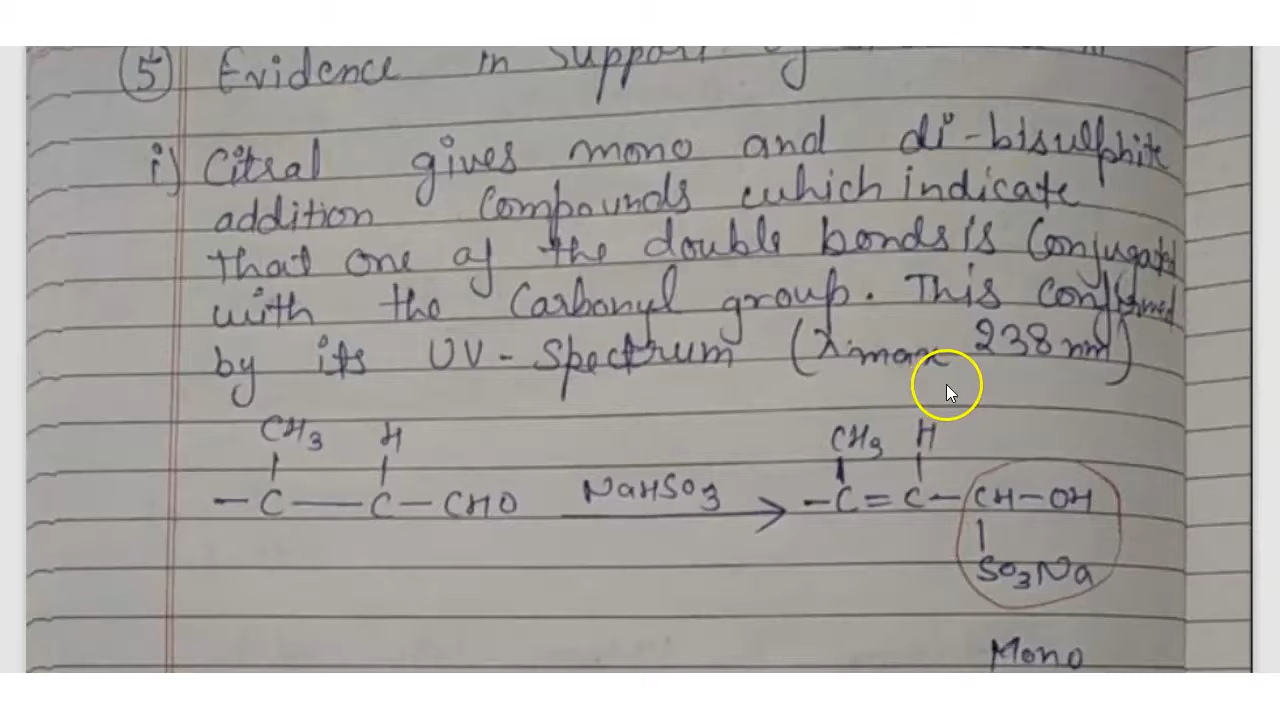 (5) Evidence in Support of
i) Citral gives mono and di-bisulphite
addition compounds which indicate
that one of the double bonds is Conjugated
with the Carbonyl group. This confirmed
by its UV-Spectrum (λmax 238 nm)
CH3 H CH3 H
-C—C-CHO NaHSO3 -C=C-CH-OH
SO3Na
Mono